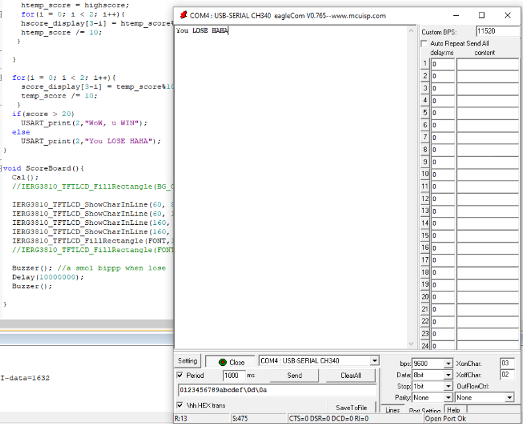 htemp_score = highscore;
for(i = 0; i < 2; i++){
hscore_display[3-i] = htemp_score%
htemp_score /= 10;
}
}
for(i = 0; i < 2; i++){
score_display[3-i] = temp_score%10
temp_score /= 10;
}
if(score > 20)
USART_print(2,"WoW, u WIN");
else
USART_print(2,"You LOSE HAHA");
}
void ScoreBoard(){
Cal();
//IERG3810_TFTLCD_FillRectangle(BG_C
IERG3810_TFTLCD_ShowCharInLine(60,
IERG3810_TFTLCD_ShowCharInLine(60,
IERG3810_TFTLCD_ShowCharInLine(160,
IERG3810_TFTLCD_ShowCharInLine(160,
IERG3810_TFTLCD_FillRectangle(FONT,
//IERG3810_TFTLCD_FillRectangle(FONT
Buzzer(); //a smol bippp when lose
Delay(10000000);
Buzzer();
}
I-data=1632
COM4 : USB-SERIAL CH340 eagleCom V0.765--www.mcuisp.com
You LOSE HAHA
Custom BPS: 11520
Auto Repeat Send All
delay:ms content
1 0
2 0
3 0
4 0
5 0
6 0
7 0
8 0
9 0
10 0
11 0
12 0
13 0
14 0
15 0
16 0
17 0
18 0
19 0
20 0
21 0
22 0
23 0
24 0
Setting Close COM4 : USB-SERIAL CH340
Period 1000 ms Send ClearAll
0123456789abcdef\0d\0a
\hh HEX trans SaveToFile
bps: 9600 XonChar: 03
Data: 8bit XoffChar: 02
Stop: 1bit OutFlowCtrl:
Parity: None None
Lines Port Setting Help
R:13 S:475 CTS=0 DSR=0 DCD=0 RI=0 Open Port Ok